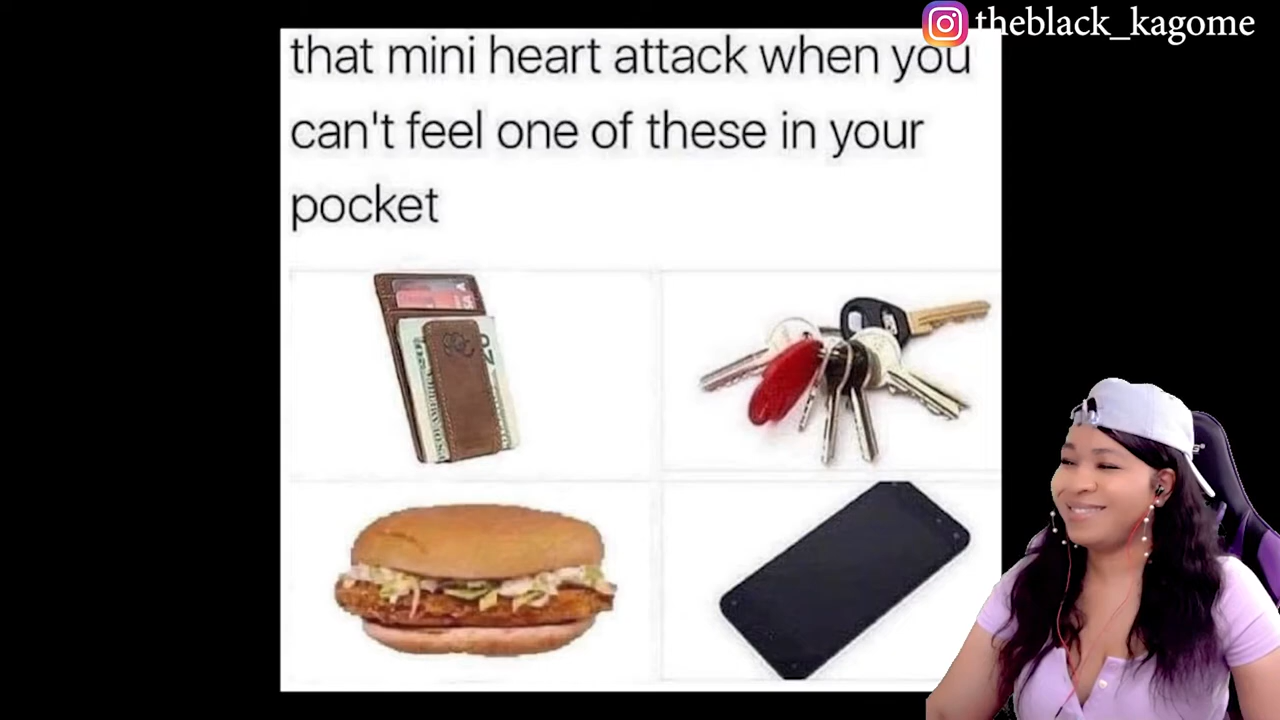 theblack_kagome
that mini heart attack when you
can't feel one of these in your
pocket